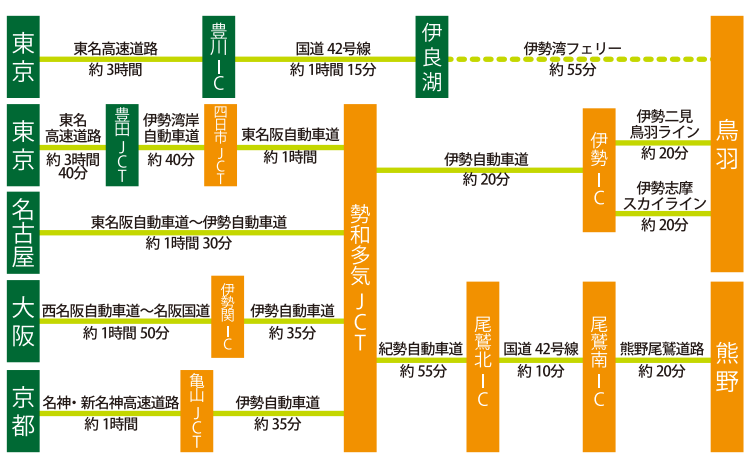 東京
東名高速道路
約3時間
豊川IC
国道42号線
約1時間15分
伊良湖
伊勢湾フェリー
約55分
鳥羽
東京
東名
高速道路
約3時間
40分
豊田JCT
伊勢湾岸
自動車道
約40分
四日市JCT
東名阪自動車道
約1時間
勢和多気JCT
伊勢自動車道
約20分
伊勢IC
伊勢二見
鳥羽ライン
約20分
伊勢志摩
スカイライン
約20分
名古屋
東名阪自動車道〜伊勢自動車道
約1時間30分
大阪
西名阪自動車道〜名阪国道
約1時間50分
伊勢関IC
伊勢自動車道
約35分
紀勢自動車道
約55分
尾鷲北IC
国道42号線
約10分
尾鷲南IC
熊野尾鷲道路
約20分
熊野
京都
名神・新名神高速道路
約1時間
亀山JCT
伊勢自動車道
約35分